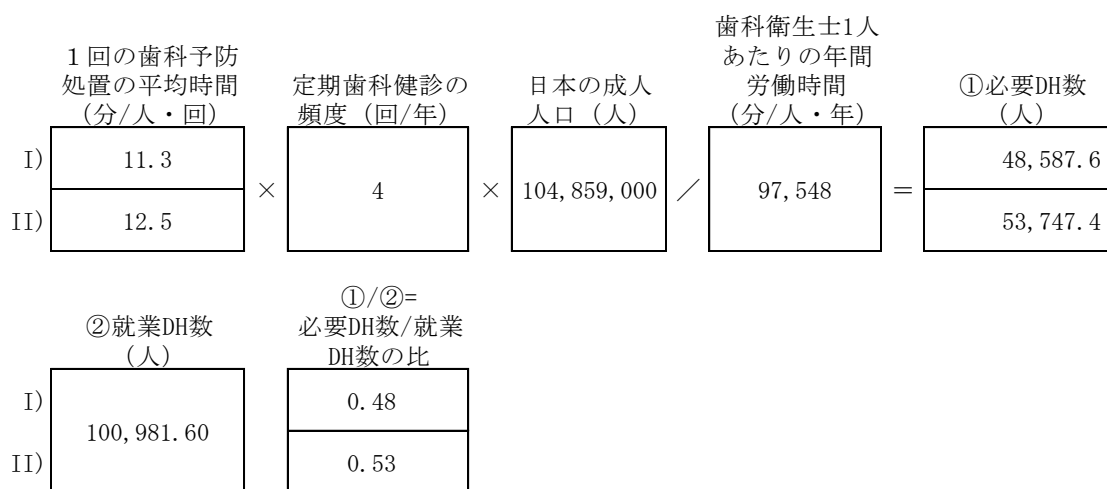 １回の歯科予防
処置の平均時間
（分/人・回）
定期歯科健診の
頻度（回/年）
日本の成人
人口（人）
歯科衛生士1人
あたりの年間
労働時間
（分/人・年）
①必要DH数
（人）
I) 11.3 48,587.6
× 4 × 104,859,000 ／ 97,548 ＝
II) 12.5 53,747.4
②就業DH数
（人）
①/②=
必要DH数/就業
DH数の比
I) 0.48
100,981.60
II) 0.53